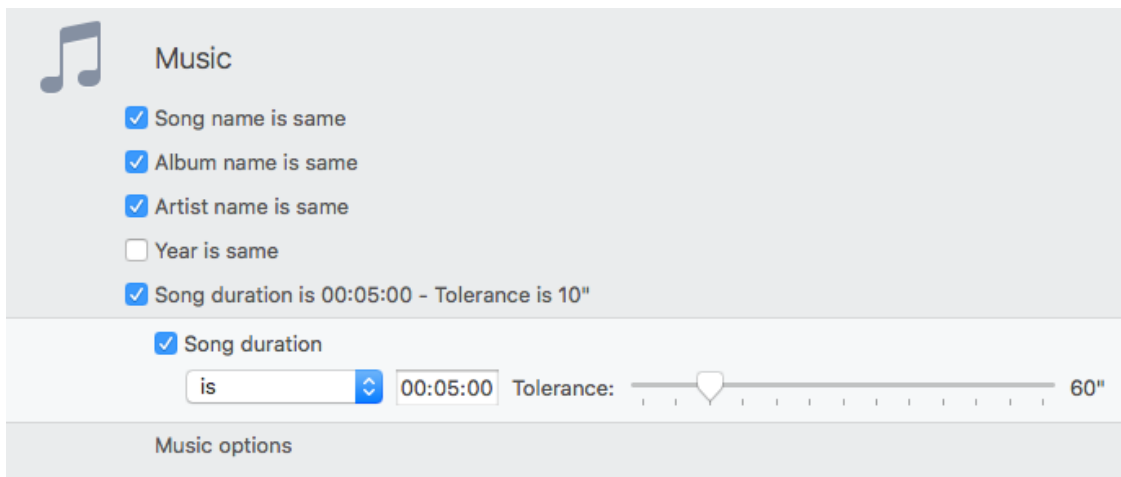 Music
Song name is same
Album name is same
Artist name is same
Year is same
Song duration is 00:05:00 - Tolerance is 10"
Song duration
is 00:05:00 Tolerance: 60"
Music options